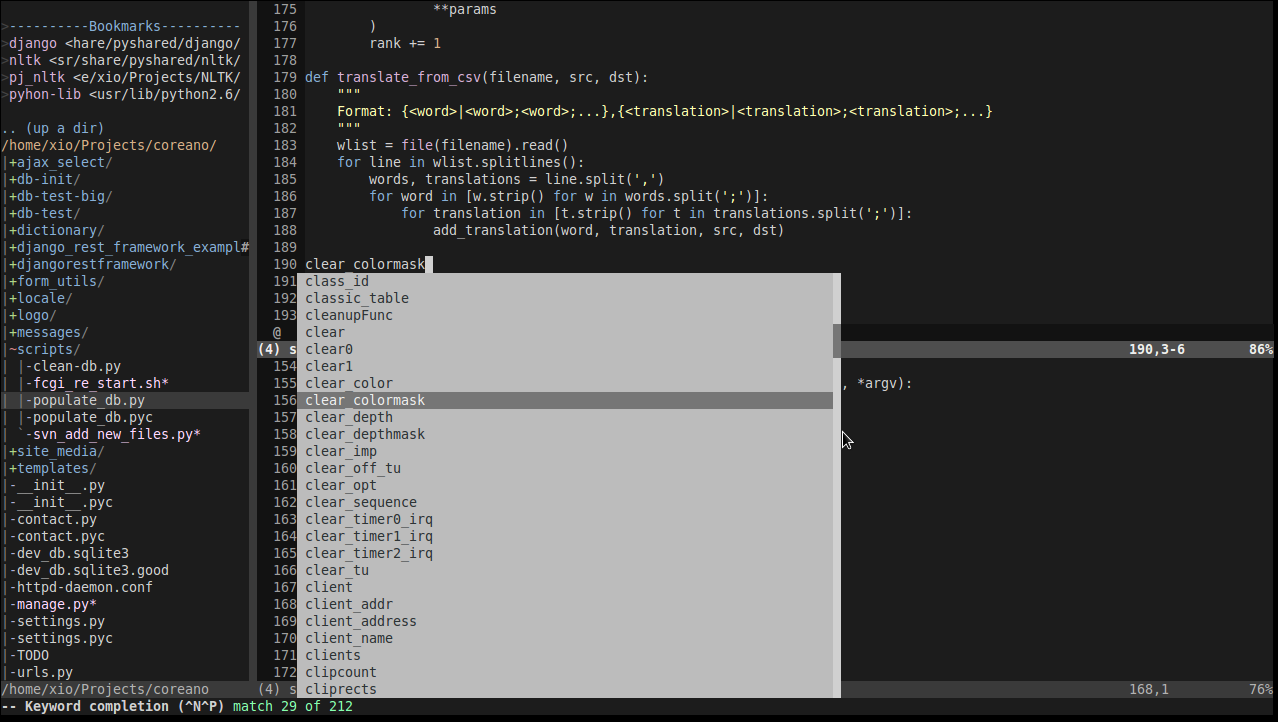 >----------Bookmarks----------
>django <hare/pyshared/django/
>nltk <sr/share/pyshared/nltk/
>pj_nltk <e/xio/Projects/NLTK/
>pyhon-lib <usr/lib/python2.6/
.. (up a dir)
/home/xio/Projects/coreano/
|+ajax_select/
|+db-init/
|+db-test-big/
|+db-test/
|+dictionary/
|+django_rest_framework_exampl#
|+djangorestframework/
|+form_utils/
|+locale/
|+logo/
|+messages/
|~scripts/
| |-clean-db.py
| |-fcgi_re_start.sh*
| |-populate_db.py
| |-populate_db.pyc
| `-svn_add_new_files.py*
|+site_media/
|+templates/
|-__init__.py
|-__init__.pyc
|-contact.py
|-contact.pyc
|-dev_db.sqlite3
|-dev_db.sqlite3.good
|-httpd-daemon.conf
|-manage.py*
|-settings.py
|-settings.pyc
|-TODO
|-urls.py
/home/xio/Projects/coreano
175                 **params
176         )
177         rank += 1
178
179 def translate_from_csv(filename, src, dst):
180     """
181     Format: {<word>|<word>;<word>;...},{<translation>|<translation>;<translation>;...}
182     """
183     wlist = file(filename).read()
184     for line in wlist.splitlines():
185         words, translations = line.split(',')
186         for word in [w.strip() for w in words.split(';')]:
187             for translation in [t.strip() for t in translations.split(';')]:
188                 add_translation(word, translation, src, dst)
189
190 clear_colormask
191 class_id
192 classic_table
193 cleanupFunc
@ clear
(4) s clear0 190,3-6 86%
154 clear1
155 clear_color , *argv):
156 clear_colormask
157 clear_depth
158 clear_depthmask
159 clear_imp
160 clear_off_tu
161 clear_opt
162 clear_sequence
163 clear_timer0_irq
164 clear_timer1_irq
165 clear_timer2_irq
166 clear_tu
167 client
168 client_addr
169 client_address
170 client_name
171 clients
172 clipcount
(4) s cliprects 168,1 76%
-- Keyword completion (^N^P) match 29 of 212